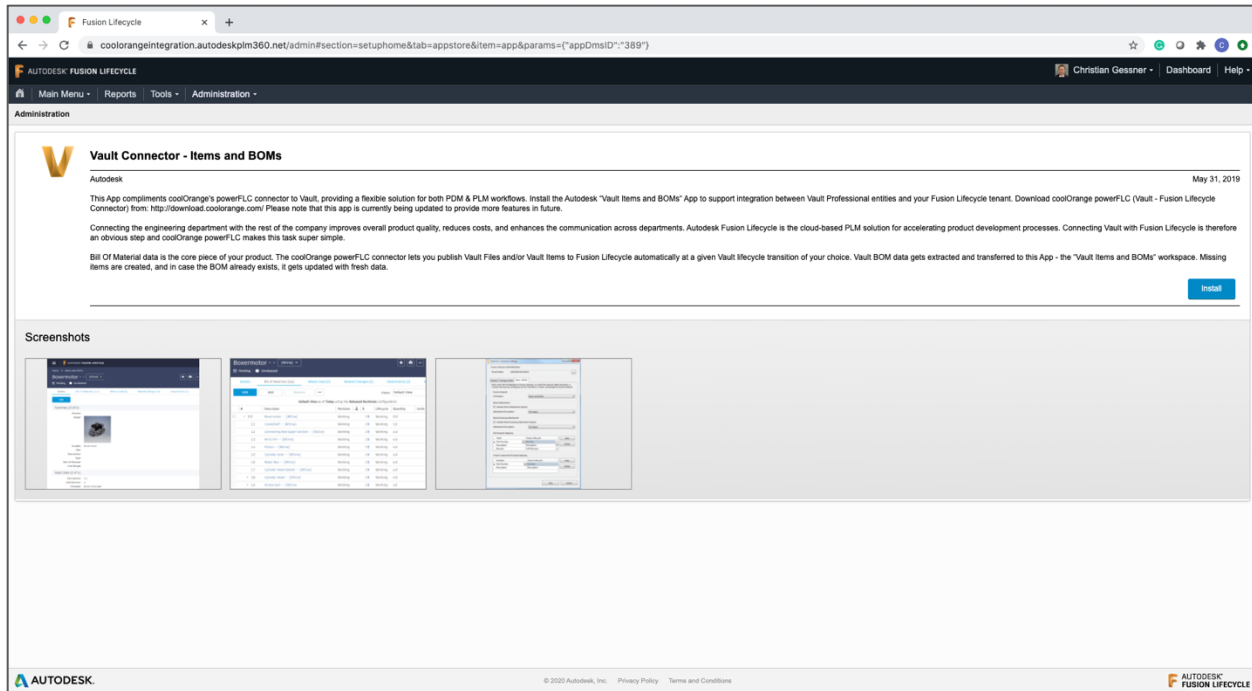 Fusion Lifecycle
coolorangeintegration.autodeskplm360.net/admin#section=setuphome&tab=appstore&item=app&params={"appDmsID":"389"}
AUTODESK® FUSION LIFECYCLE
Christian Gessner
Dashboard
Help
Main Menu
Reports
Tools
Administration
Administration
Vault Connector - Items and BOMs
Autodesk
May 31, 2019
This App compliments coolOrange's powerFLC connector to Vault, providing a flexible solution for both PDM & PLM workflows. Install the Autodesk "Vault Items and BOMs" App to support integration between Vault Professional entities and your Fusion Lifecycle tenant. Download coolOrange powerFLC (Vault - Fusion Lifecycle
Connector) from: http://download.coolorange.com/ Please note that this app is currently being updated to provide more features in future.
Connecting the engineering department with the rest of the company improves overall product quality, reduces costs, and enhances the communication across departments. Autodesk Fusion Lifecycle is the cloud-based PLM solution for accelerating product development processes. Connecting Vault with Fusion Lifecycle is therefore
an obvious step and coolOrange powerFLC makes this task super simple.
Bill Of Material data is the core piece of your product. The coolOrange powerFLC connector lets you publish Vault Files and/or Vault Items to Fusion Lifecycle automatically at a given Vault lifecycle transition of your choice. Vault BOM data gets extracted and transferred to this App - the "Vault Items and BOMs" workspace. Missing
items are created, and in case the BOM already exists, it gets updated with fresh data.
Install
Screenshots
Boxermotor
Boxermotor
AUTODESK.
© 2020 Autodesk, Inc. Privacy Policy Terms and Conditions
AUTODESK®
FUSION LIFECYCLE